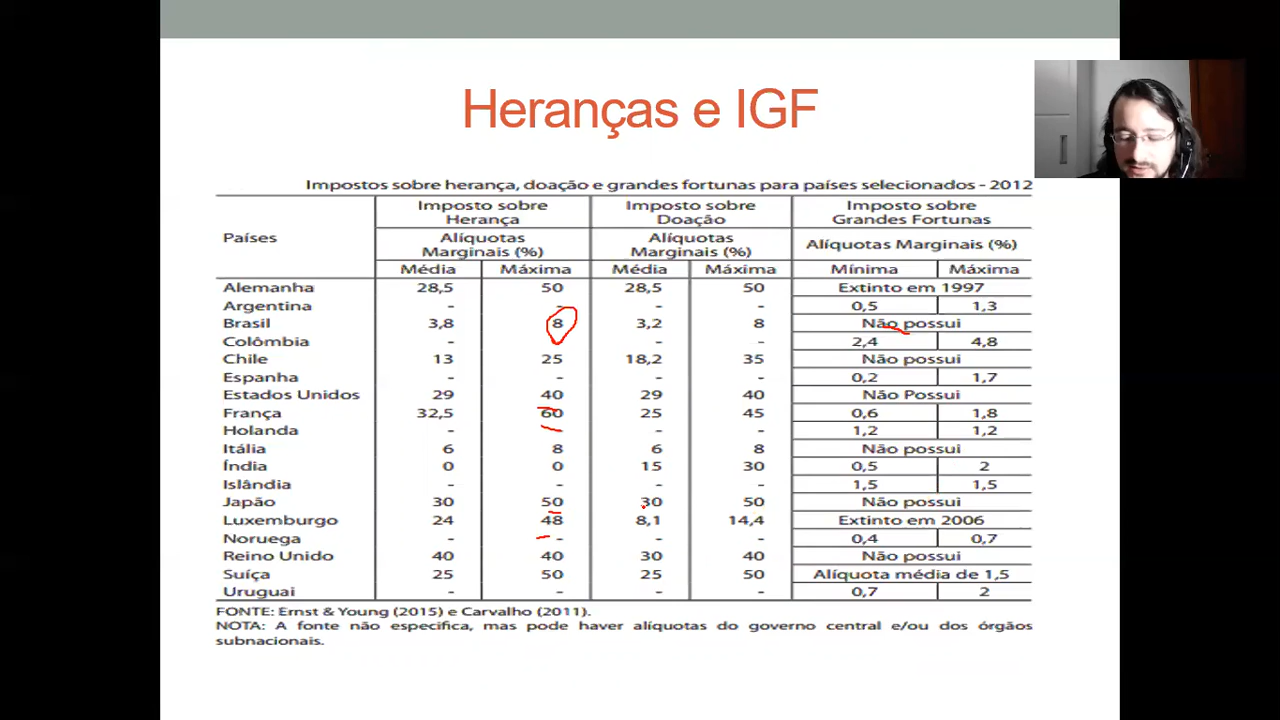 Heranças e IGF
Impostos sobre herança, doação e grandes fortunas para países selecionados - 2012
Países Imposto sobre Herança Imposto sobre Doação Imposto sobre Grandes Fortunas
Alíquotas Marginais (%) Alíquotas Marginais (%) Alíquotas Marginais (%)
Média Máxima Média Máxima Mínima Máxima
Alemanha 28,5 50 28,5 50 Extinto em 1997
Argentina - - - - 0,5 1,3
Brasil 3,8 8 3,2 8 Não possui
Colômbia - - - - 2,4 4,8
Chile 13 25 18,2 35 Não possui
Espanha - - - - 0,2 1,7
Estados Unidos 29 40 29 40 Não Possui
França 32,5 60 25 45 0,6 1,8
Holanda - - - - 1,2 1,2
Itália 6 8 6 8 Não possui
Índia 0 0 15 30 0,5 2
Islândia - - - - 1,5 1,5
Japão 30 50 30 50 Não possui
Luxemburgo 24 48 8,1 14,4 Extinto em 2006
Noruega - - - - 0,4 0,7
Reino Unido 40 40 30 40 Não possui
Suíça 25 50 25 50 Alíquota média de 1,5
Uruguai - - - - 0,7 2
FONTE: Ernst & Young (2015) e Carvalho (2011).
NOTA: A fonte não especifica, mas pode haver alíquotas do governo central e/ou dos órgãos
subnacionais.